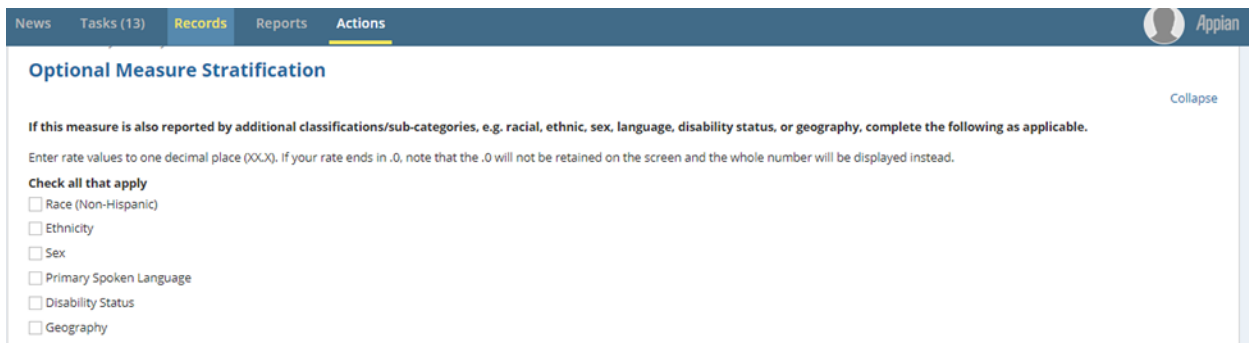 News Tasks (13) Records Reports Actions Appian
Optional Measure Stratification
Collapse
If this measure is also reported by additional classifications/sub-categories, e.g. racial, ethnic, sex, language, disability status, or geography, complete the following as applicable.
Enter rate values to one decimal place (XX.X). If your rate ends in .0, note that the .0 will not be retained on the screen and the whole number will be displayed instead.
Check all that apply
Race (Non-Hispanic)
Ethnicity
Sex
Primary Spoken Language
Disability Status
Geography